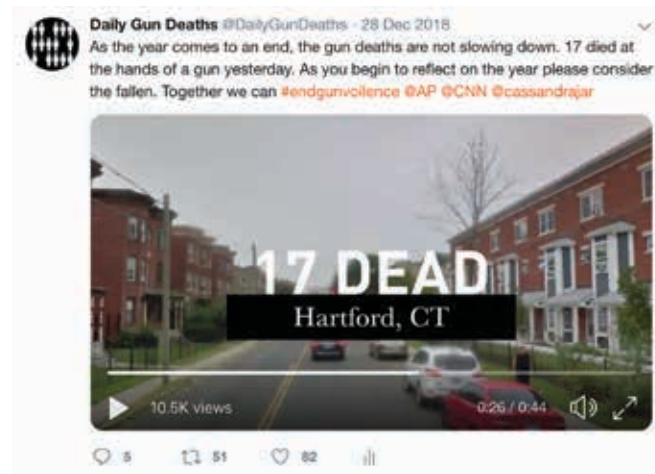 Daily Gun Deaths @DailyGunDeaths · 28 Dec 2018
As the year comes to an end, the gun deaths are not slowing down. 17 died at
the hands of a gun yesterday. As you begin to reflect on the year please consider
the fallen. Together we can #endgunvoilence @AP @CNN @cassandrajar
17 DEAD
Hartford, CT
10.5K views
0:26 / 0:44
5
51
82